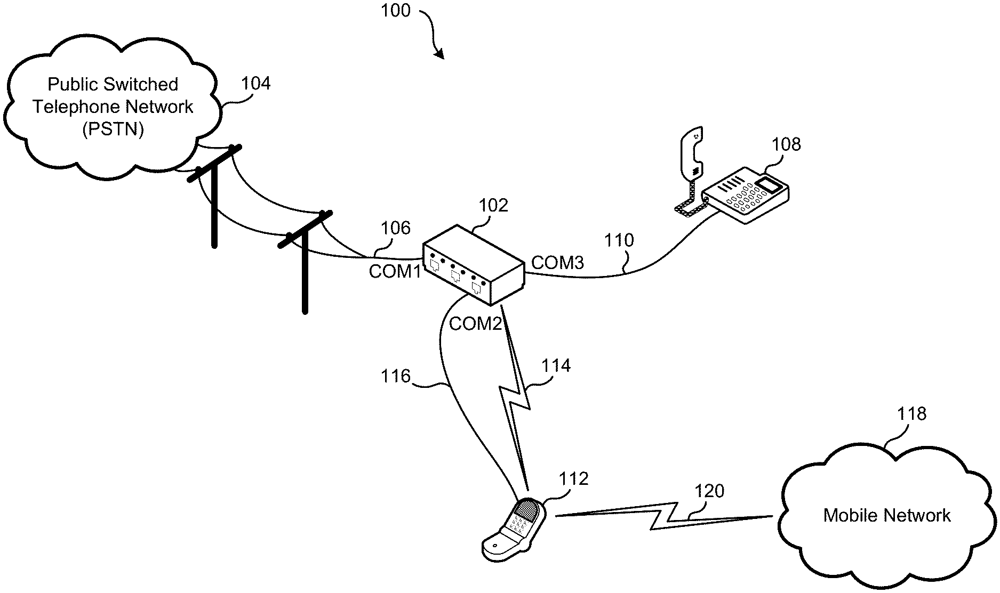 100
Public Switched
Telephone Network
(PSTN)
104
108
102
106
110
COM1
COM3
COM2
116
114
118
112
120
Mobile Network